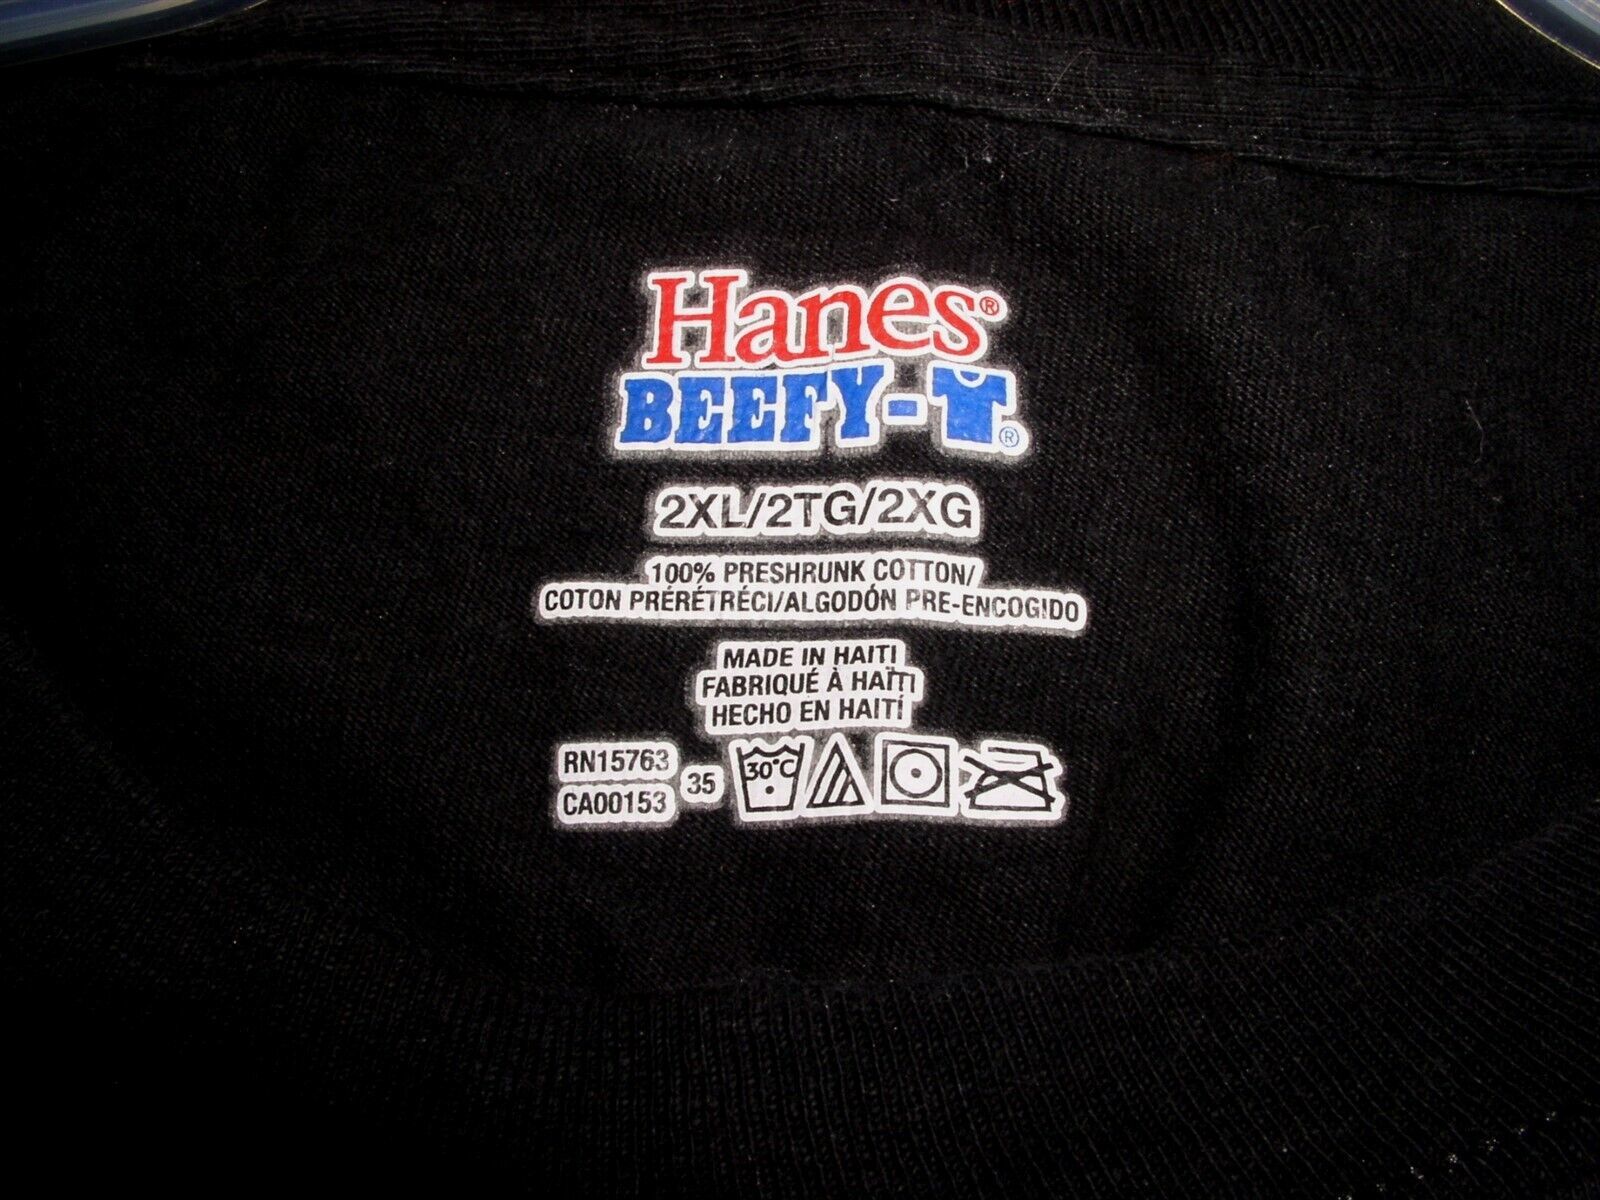 Hanes®
BEEFY-T®
2XL/2TG/2XG
100% PRESHRUNK COTTON/
COTON PRÉRÉTRÉCI/ALGODÓN PRE-ENCOGIDO
MADE IN HAITI
FABRIQUÉ À HAÏTI
HECHO EN HAITÍ
RN15763
CA00153
35
30°C